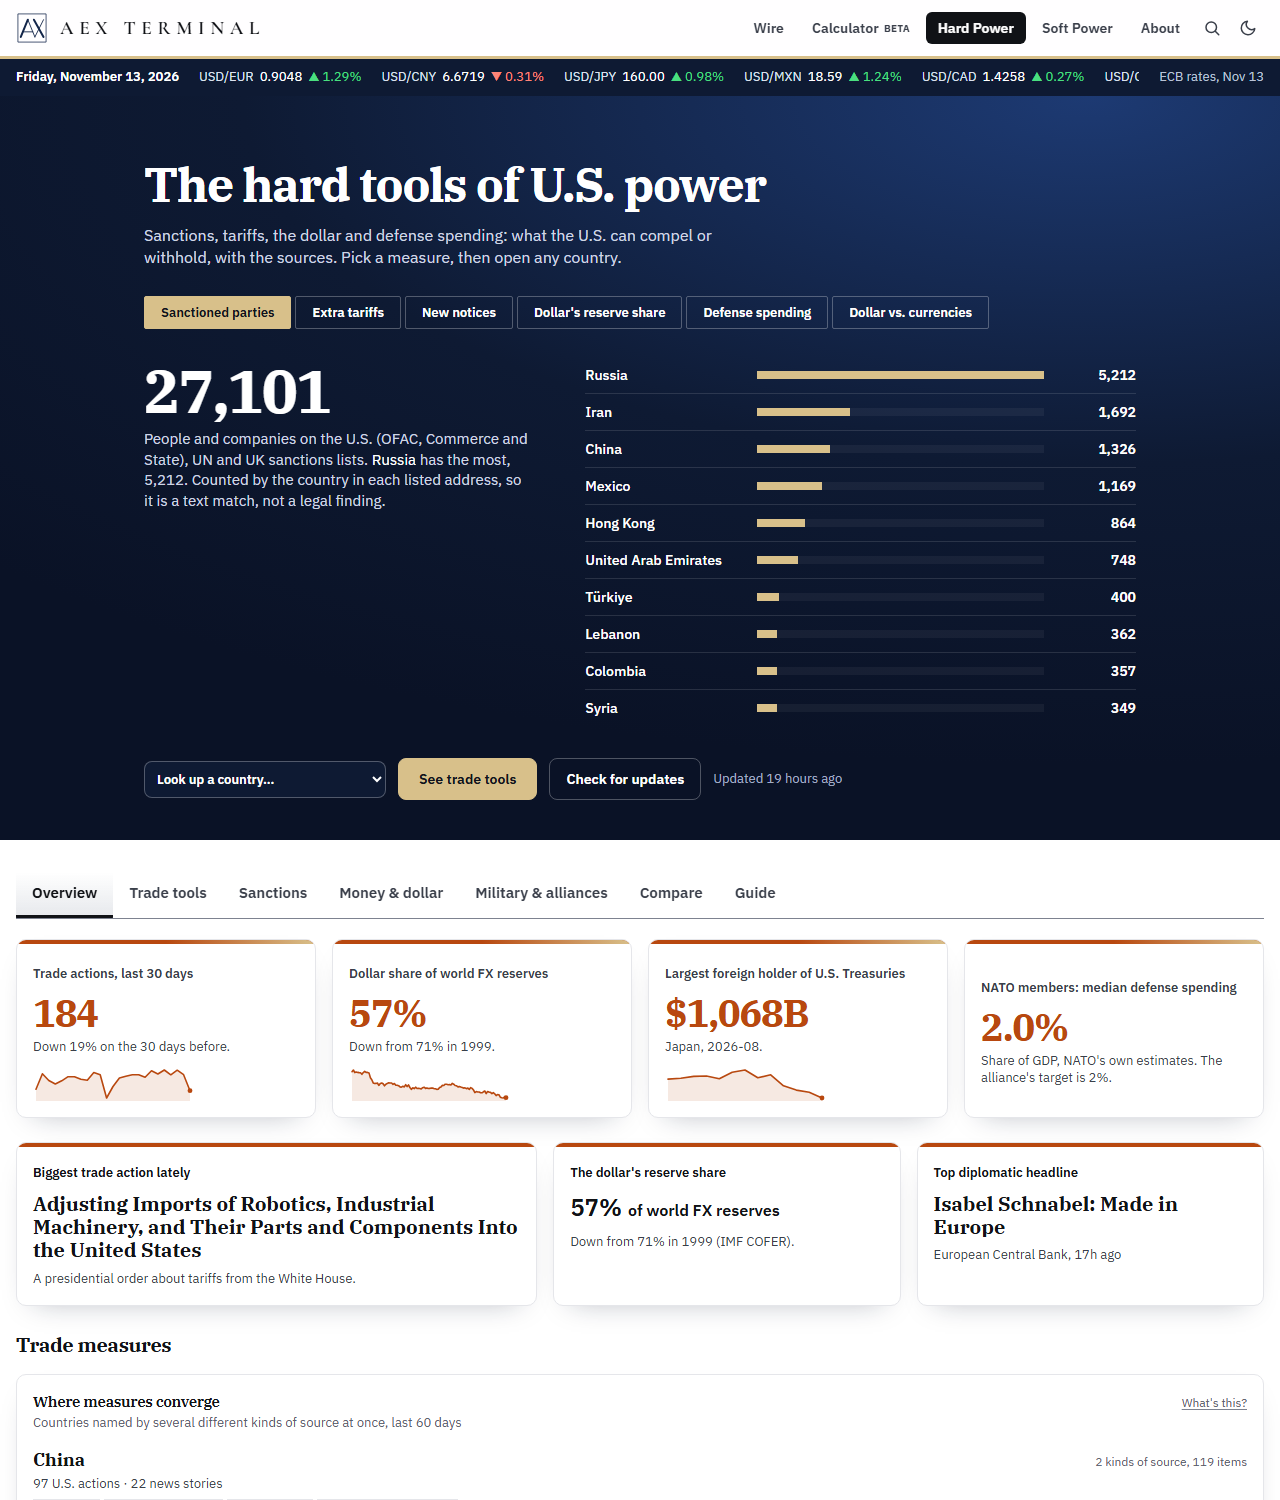 AEX TERMINAL
Wire
Calculator BETA
Hard Power
Soft Power
About
Friday, November 13, 2026
USD/EUR 0.9048 ▲ 1.29%
USD/CNY 6.6719 ▼ 0.31%
USD/JPY 160.00 ▲ 0.98%
USD/MXN 18.59 ▲ 1.24%
USD/CAD 1.4258 ▲ 0.27%
ECB rates, Nov 13
The hard tools of U.S. power
Sanctions, tariffs, the dollar and defense spending: what the U.S. can compel or
withhold, with the sources. Pick a measure, then open any country.
Sanctioned parties
Extra tariffs
New notices
Dollar's reserve share
Defense spending
Dollar vs. currencies
27,101
People and companies on the U.S. (OFAC, Commerce and
State), UN and UK sanctions lists. Russia has the most,
5,212. Counted by the country in each listed address, so
it is a text match, not a legal finding.
Russia 5,212
Iran 1,692
China 1,326
Mexico 1,169
Hong Kong 864
United Arab Emirates 748
Türkiye 400
Lebanon 362
Colombia 357
Syria 349
Look up a country...
See trade tools
Check for updates
Updated 19 hours ago
Overview
Trade tools
Sanctions
Money & dollar
Military & alliances
Compare
Guide
Trade actions, last 30 days
184
Down 19% on the 30 days before.
Dollar share of world FX reserves
57%
Down from 71% in 1999.
Largest foreign holder of U.S. Treasuries
$1,068B
Japan, 2026-08.
NATO members: median defense spending
2.0%
Share of GDP, NATO's own estimates. The
alliance's target is 2%.
Biggest trade action lately
Adjusting Imports of Robotics, Industrial
Machinery, and Their Parts and Components Into
the United States
A presidential order about tariffs from the White House.
The dollar's reserve share
57% of world FX reserves
Down from 71% in 1999 (IMF COFER).
Top diplomatic headline
Isabel Schnabel: Made in
Europe
European Central Bank, 17h ago
Trade measures
Where measures converge
What's this?
Countries named by several different kinds of source at once, last 60 days
China
2 kinds of source, 119 items
97 U.S. actions · 22 news stories